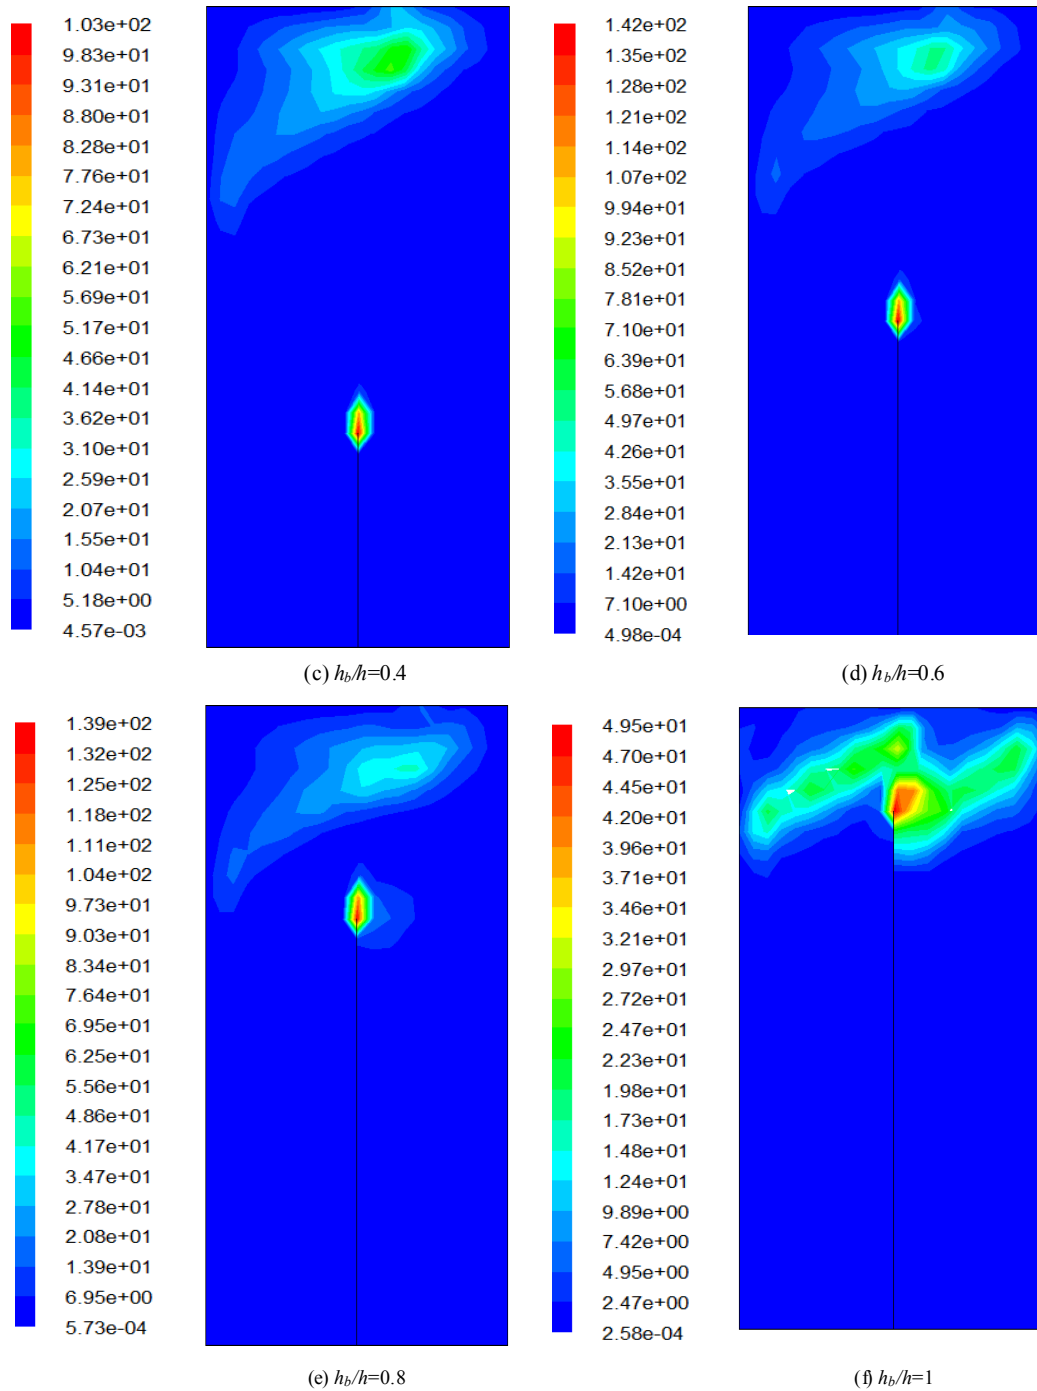 1.03e+02
9.83e+01
9.31e+01
8.80e+01
8.28e+01
7.76e+01
7.24e+01
6.73e+01
6.21e+01
5.69e+01
5.17e+01
4.66e+01
4.14e+01
3.62e+01
3.10e+01
2.59e+01
2.07e+01
1.55e+01
1.04e+01
5.18e+00
4.57e-03
(c) hb/h=0.4
1.42e+02
1.35e+02
1.28e+02
1.21e+02
1.14e+02
1.07e+02
9.94e+01
9.23e+01
8.52e+01
7.81e+01
7.10e+01
6.39e+01
5.68e+01
4.97e+01
4.26e+01
3.55e+01
2.84e+01
2.13e+01
1.42e+01
7.10e+00
4.98e-04
(d) hb/h=0.6
1.39e+02
1.32e+02
1.25e+02
1.18e+02
1.11e+02
1.04e+02
9.73e+01
9.03e+01
8.34e+01
7.64e+01
6.95e+01
6.25e+01
5.56e+01
4.86e+01
4.17e+01
3.47e+01
2.78e+01
2.08e+01
1.39e+01
6.95e+00
5.73e-04
(e) hb/h=0.8
4.95e+01
4.70e+01
4.45e+01
4.20e+01
3.96e+01
3.71e+01
3.46e+01
3.21e+01
2.97e+01
2.72e+01
2.47e+01
2.23e+01
1.98e+01
1.73e+01
1.48e+01
1.24e+01
9.89e+00
7.42e+00
4.95e+00
2.47e+00
2.58e-04
(f) hb/h=1